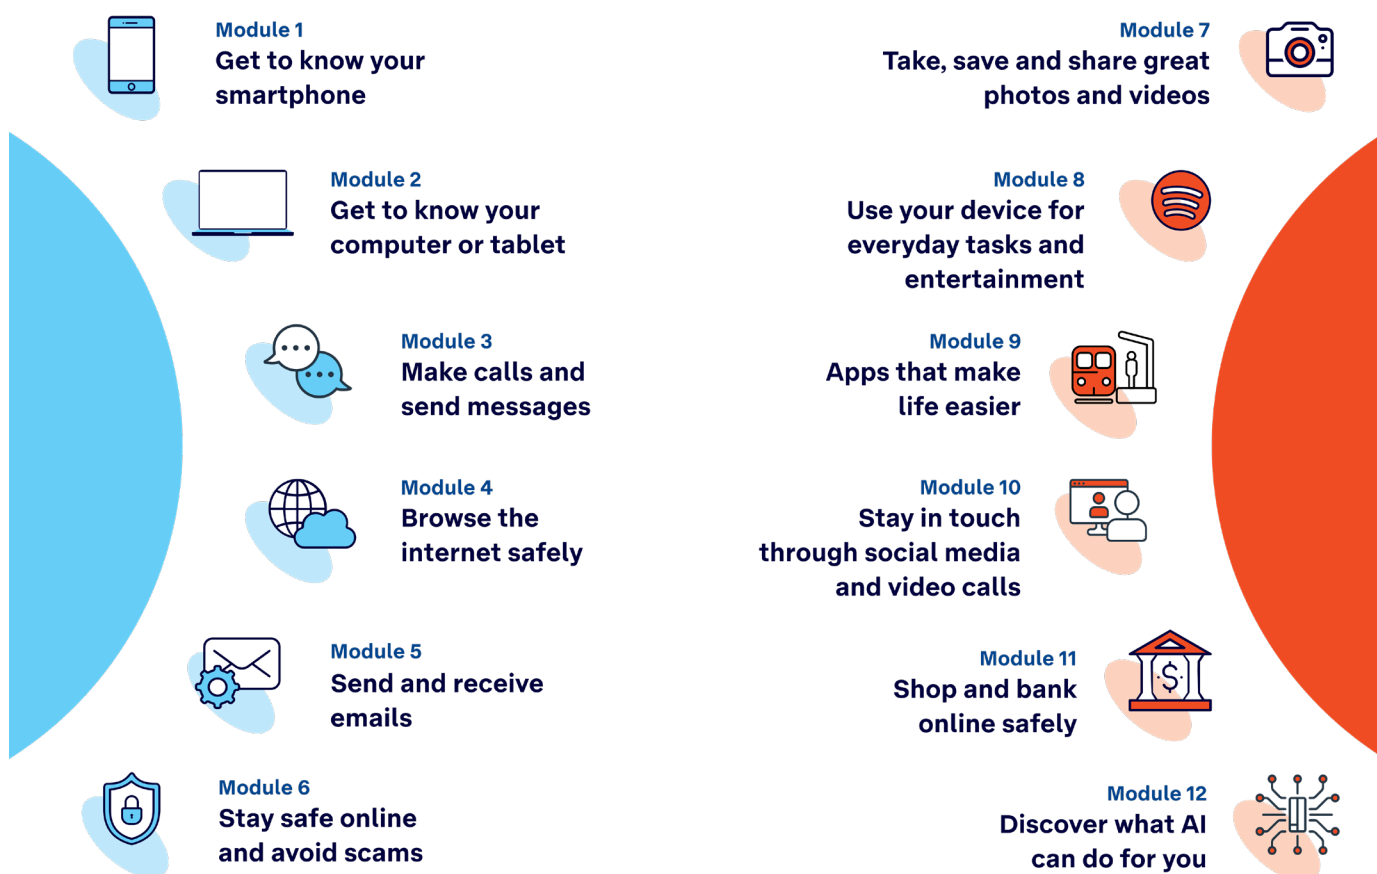 Module 1
Get to know your
smartphone
Module 2
Get to know your
computer or tablet
Module 3
Make calls and
send messages
Module 4
Browse the
internet safely
Module 5
Send and receive
emails
Module 6
Stay safe online
and avoid scams
Module 7
Take, save and share great
photos and videos
Module 8
Use your device for
everyday tasks and
entertainment
Module 9
Apps that make
life easier
Module 10
Stay in touch
through social media
and video calls
Module 11
Shop and bank
online safely
$
Module 12
Discover what AI
can do for you